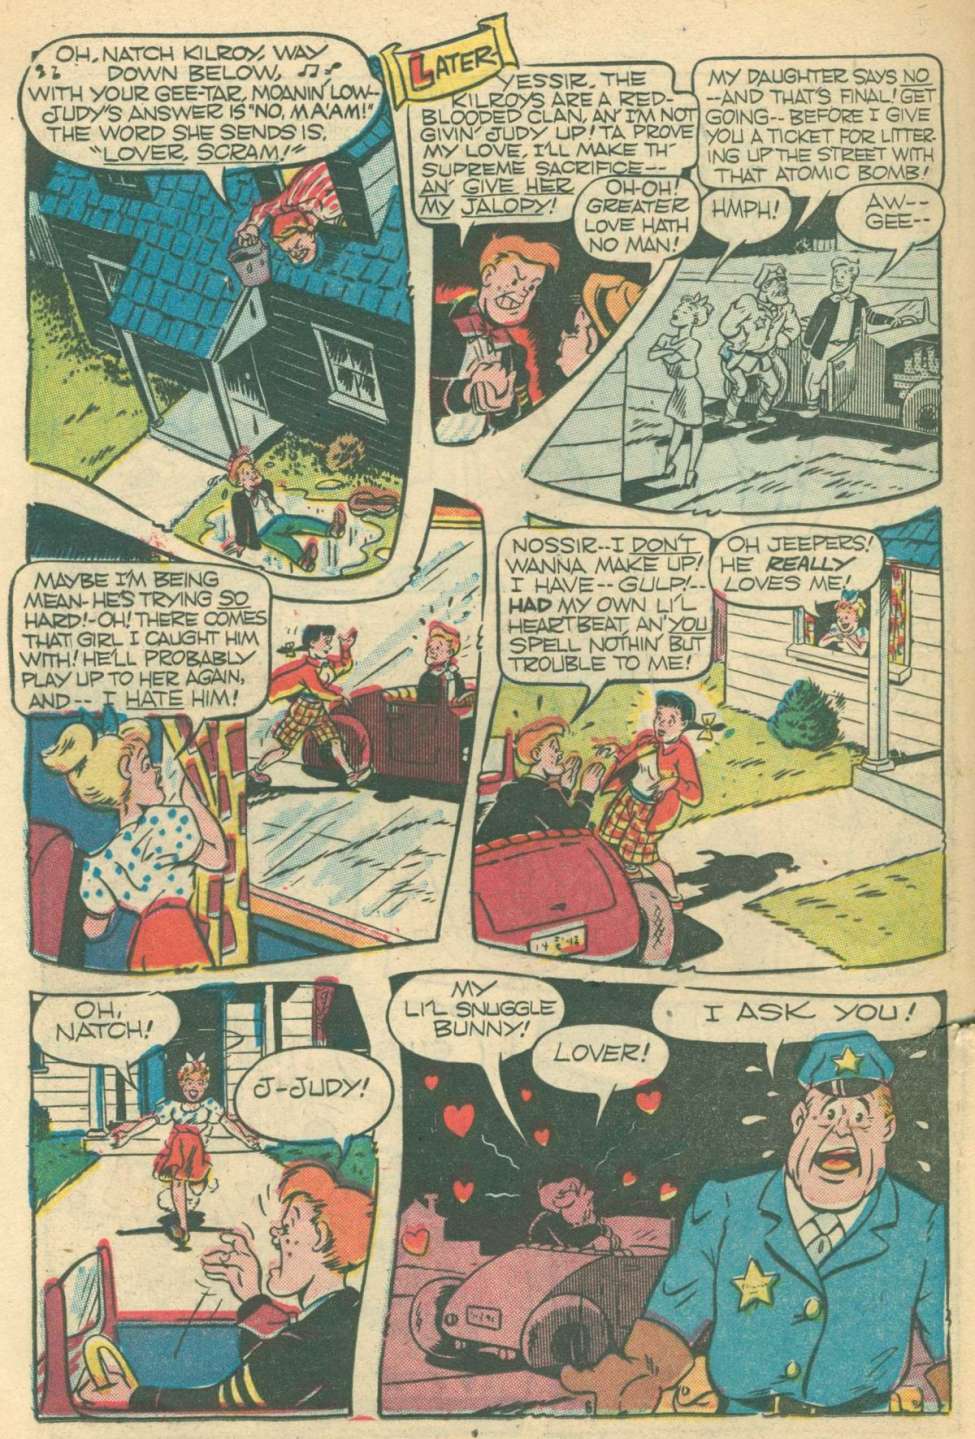 OH, NATCH KILROY, WAY
DOWN BELOW,
WITH YOUR GEE-TAR, MOANIN' LOW-
JUDY'S ANSWER IS "NO, MA'AM!"
THE WORD SHE SENDS IS,
"LOVER, SCRAM!"
LATER-
YESSIR, THE
KILROYS ARE A RED-
BLOODED CLAN, AN' I'M NOT
GIVIN' JUDY UP! TA PROVE
MY LOVE, I'LL MAKE TH'
SUPREME SACRIFICE--
AN' GIVE HER
MY JALOPY!
OH-OH!
GREATER
LOVE HATH
NO MAN!
MY DAUGHTER SAYS NO
--AND THAT'S FINAL! GET
GOING-- BEFORE I GIVE
YOU A TICKET FOR LITTER-
ING UP THE STREET WITH
THAT ATOMIC BOMB!
HMPH!
AW--
GEE--
MAYBE I'M BEING
MEAN-HE'S TRYING SO
HARD!-OH! THERE COMES
THAT GIRL I CAUGHT HIM
WITH! HE'LL PROBABLY
PLAY UP TO HER AGAIN,
AND-- I HATE HIM!
NOSSIR--I DON'T
WANNA MAKE UP!
I HAVE--GULP!--
HAD MY OWN LI'L
HEARTBEAT, AN' YOU
SPELL NOTHIN' BUT
TROUBLE TO ME!
OH JEEPERS!
HE REALLY
LOVES ME!
OH,
NATCH!
J-JUDY!
MY
LI'L SNUGGLE
BUNNY!
LOVER!
I ASK YOU!
6